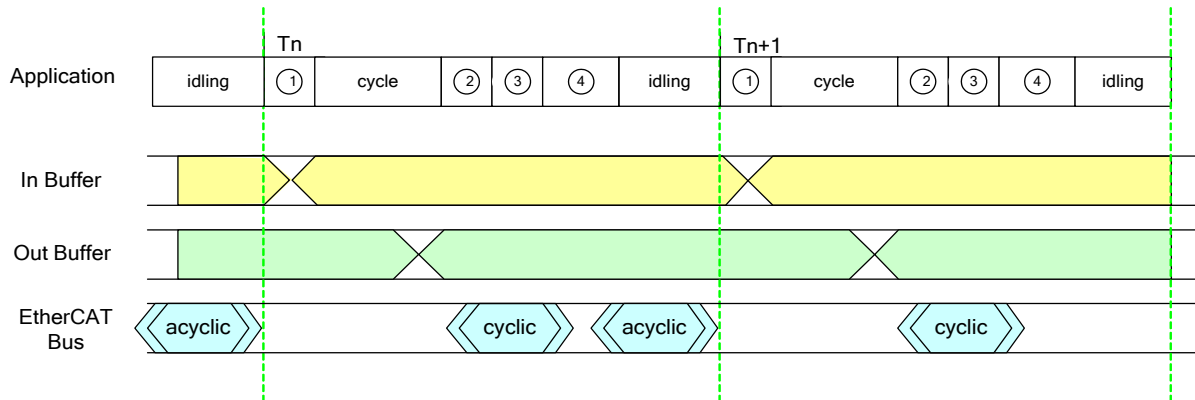 Tn
Tn+1
Application
idling
1
cycle
2
3
4
idling
1
cycle
2
3
4
idling
In Buffer
Out Buffer
EtherCAT
Bus
acyclic
cyclic
acyclic
cyclic